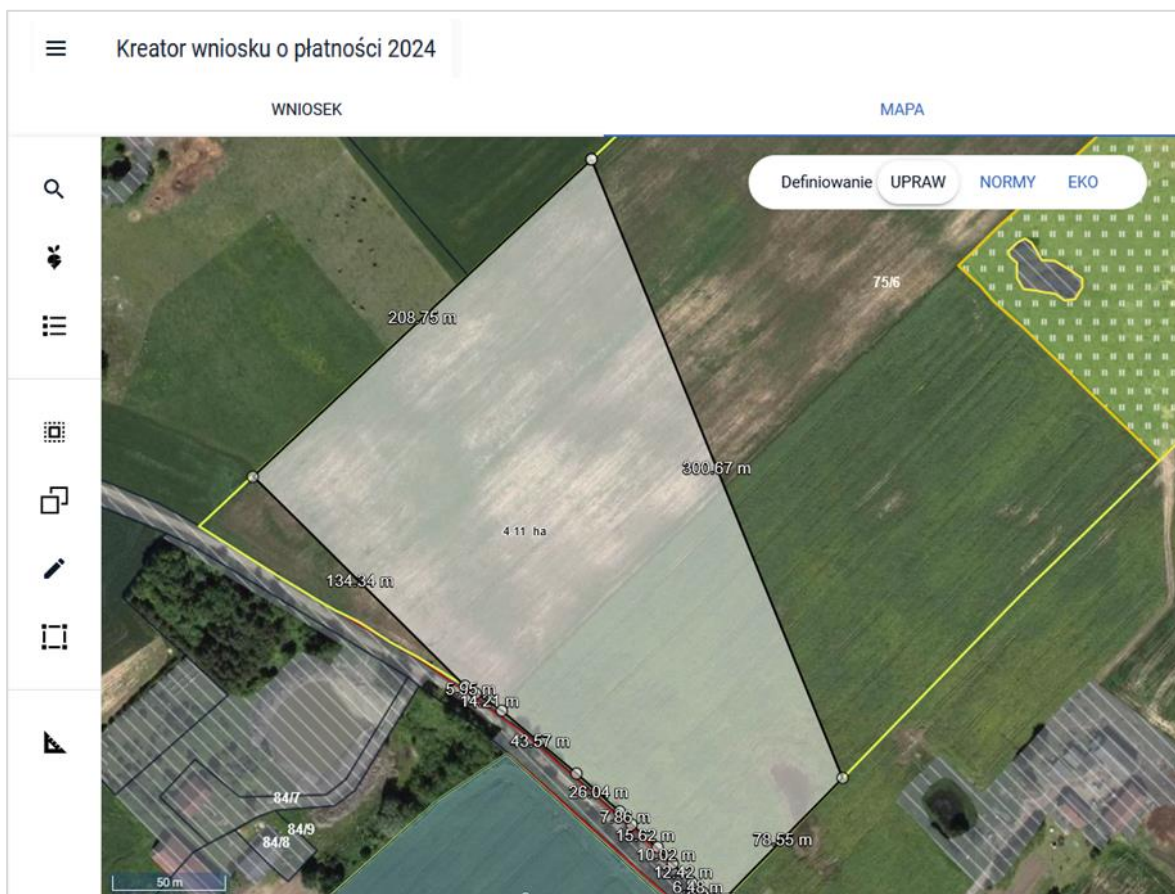 Kreator wniosku o płatności 2024
WNIOSEK
MAPA
Definiowanie UPRAW NORMY EKO
75/6
208.75 m
300.67 m
4.11 ha
134.34 m
5.95 m
14.21 m
43.57 m
26.04 m
7.86 m
15.62 m
10.02 m
12.42 m
6.48 m
78.55 m
84/7
84/9
84/8
50 m